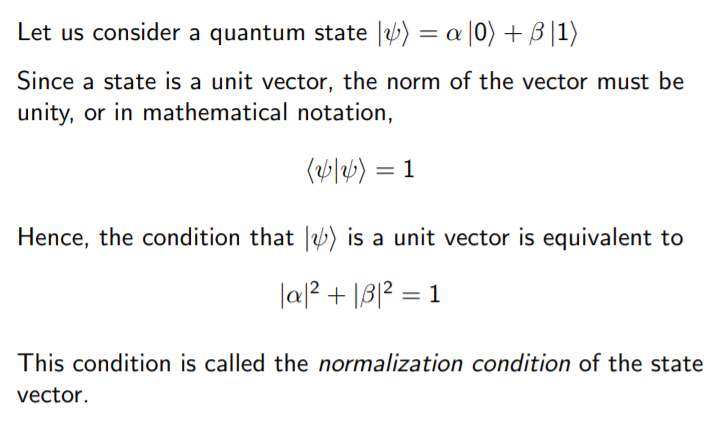 Let us consider a quantum state |ψ⟩ = α |0⟩ + β |1⟩
Since a state is a unit vector, the norm of the vector must be
unity, or in mathematical notation,
⟨ψ|ψ⟩ = 1
Hence, the condition that |ψ⟩ is a unit vector is equivalent to
|α|² + |β|² = 1
This condition is called the normalization condition of the state
vector.